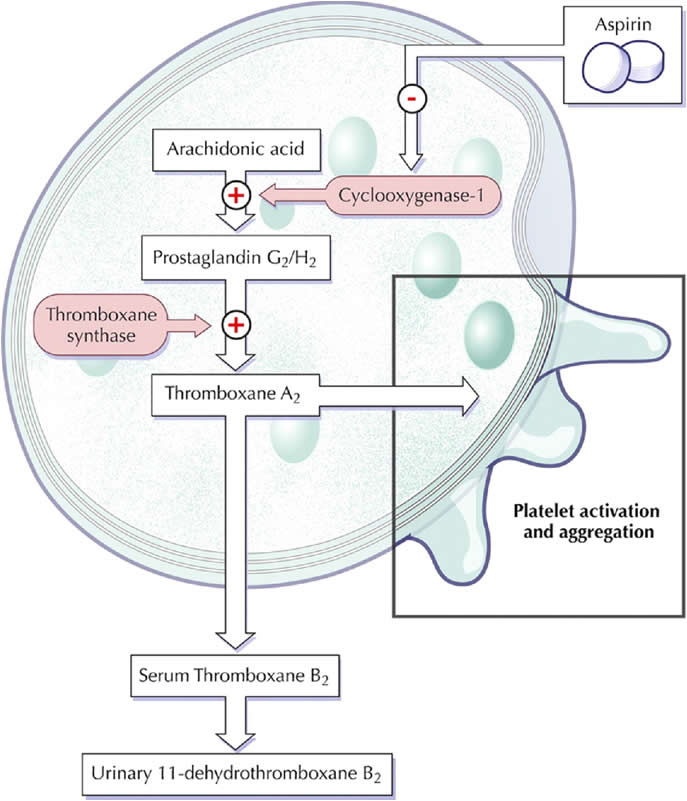 Aspirin
-
Arachidonic acid
+
Cyclooxygenase-1
Prostaglandin G₂/H₂
Thromboxane
synthase
+
Thromboxane A₂
Platelet activation
and aggregation
Serum Thromboxane B₂
Urinary 11-dehydrothromboxane B₂